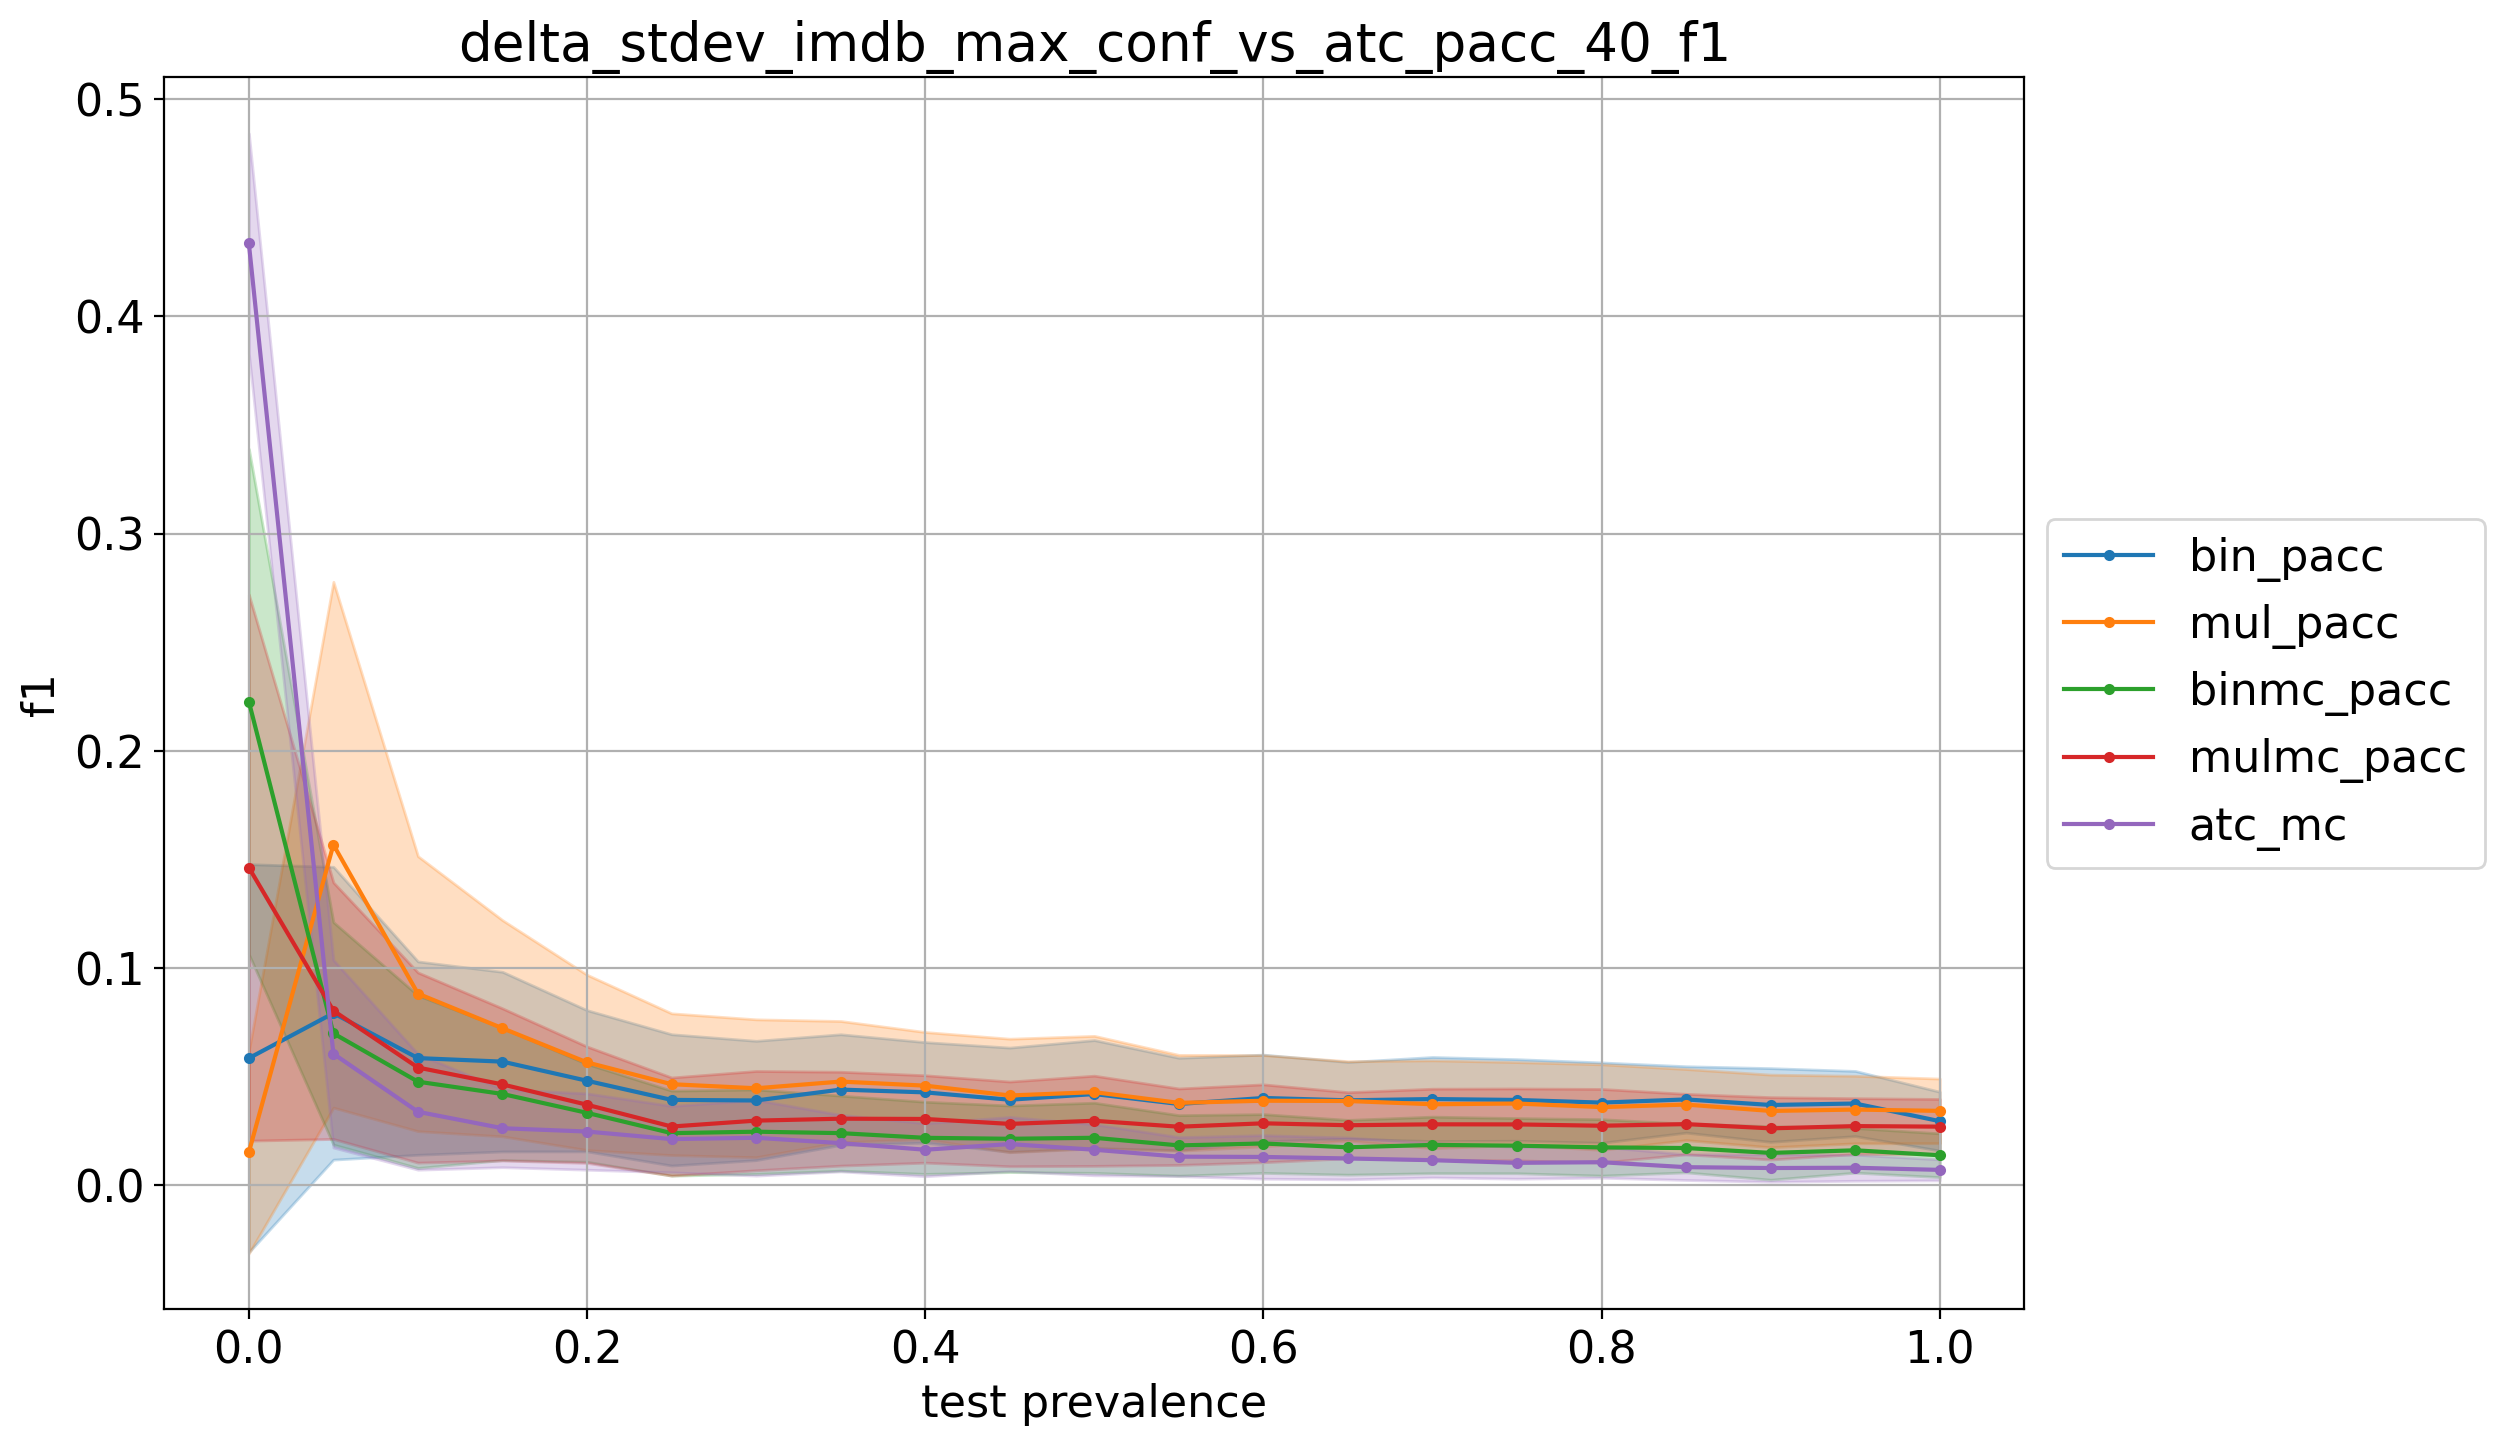 delta_stdev_imdb_max_conf_vs_atc_pacc_40_f1
0.5
0.4
0.3
0.2
0.1
0.0
f1
0.0 0.2 0.4 0.6 0.8 1.0
test prevalence
bin_pacc
mul_pacc
binmc_pacc
mulmc_pacc
atc_mc